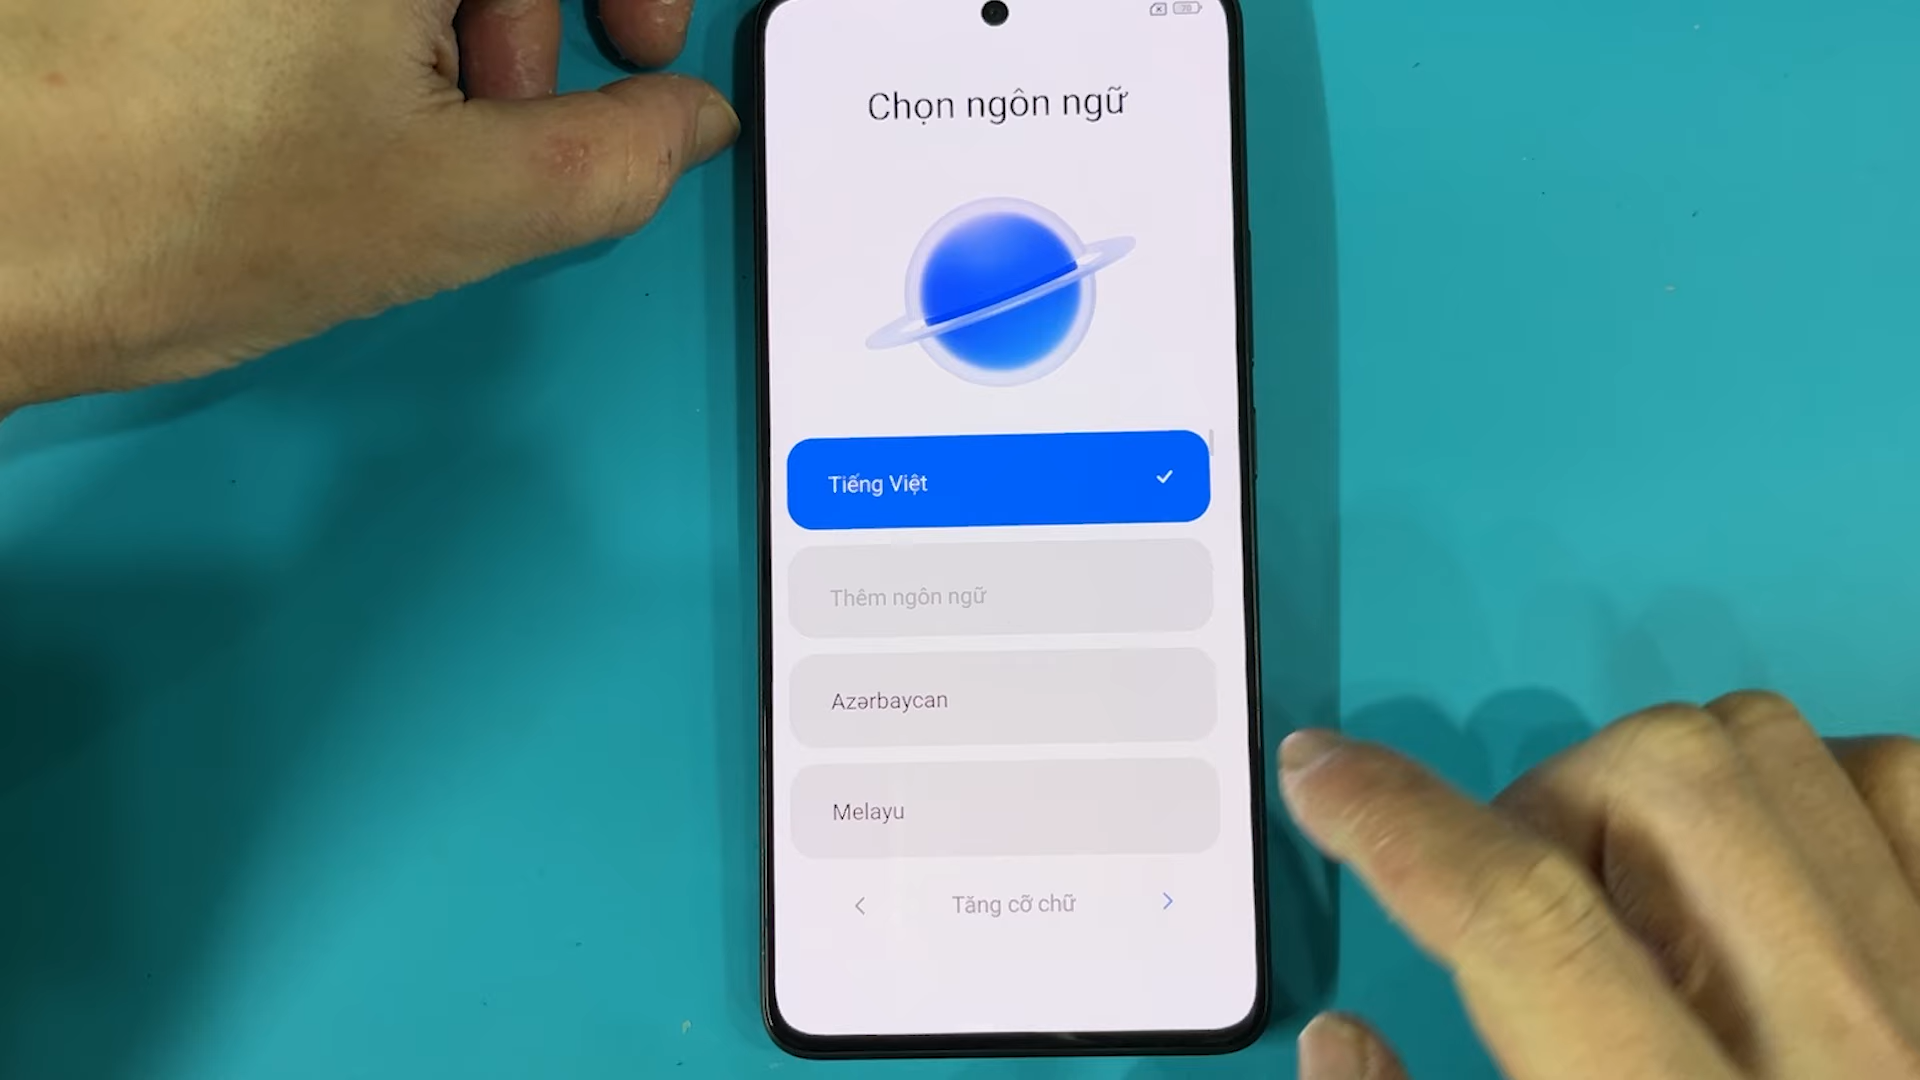 Chọn ngôn ngữ
Tiếng Việt
Thêm ngôn ngữ
Azərbaycan
Melayu
Tăng cỡ chữ